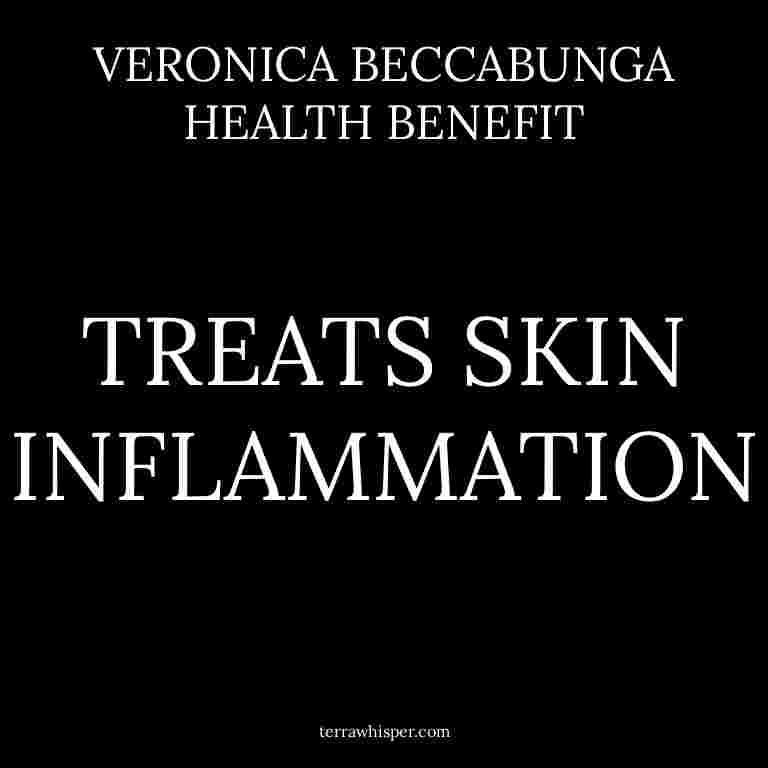 VERONICA BECCABUNGA
HEALTH BENEFIT
TREATS SKIN
INFLAMMATION
terrawhisper.com